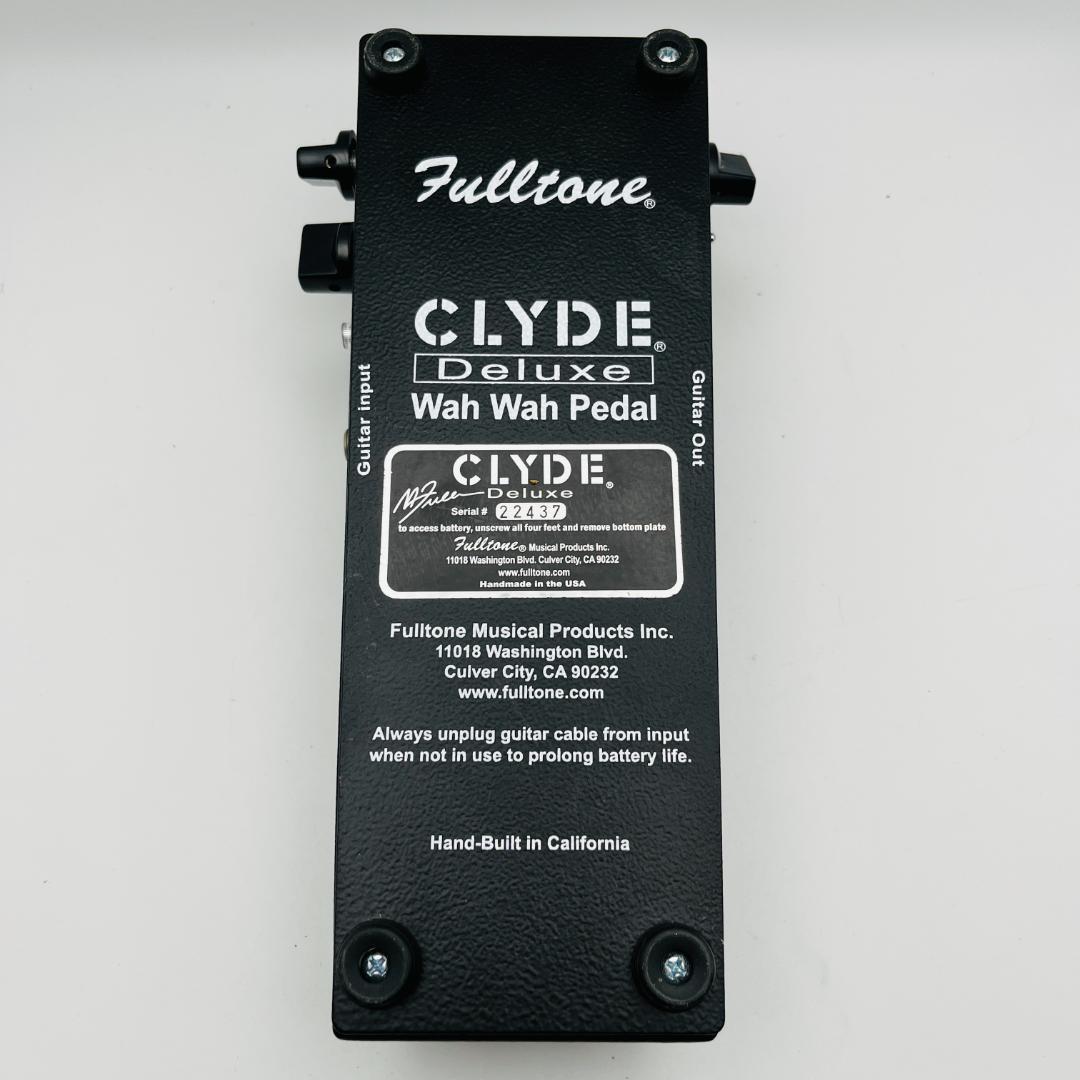 Fulltone®
CLYDE®
Deluxe
Wah Wah Pedal
Guitar input
Guitar Out
CLYDE®
Deluxe
M Fuller
Serial # 22437
to access battery, unscrew all four feet and remove bottom plate
Fulltone® Musical Products Inc.
11018 Washington Blvd. Culver City, CA 90232
www.fulltone.com
Handmade in the USA
Fulltone Musical Products Inc.
11018 Washington Blvd.
Culver City, CA 90232
www.fulltone.com
Always unplug guitar cable from input
when not in use to prolong battery life.
Hand-Built in California